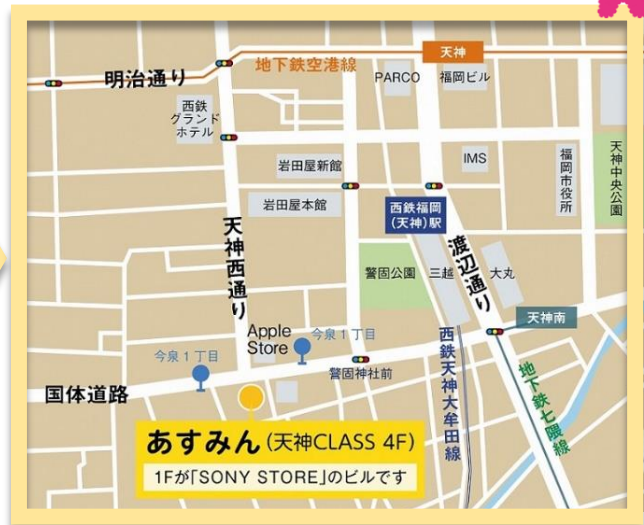 天神
地下鉄空港線
明治通り
PARCO
福岡ビル
西鉄
グランド
ホテル
天神中央公園
福岡市役所
IMS
岩田屋新館
岩田屋本館
西鉄福岡
(天神)駅
天神西通り
渡辺通り
警固公園
三越
大丸
天神南
Apple
Store
今泉1丁目
今泉1丁目
警固神社前
西鉄天神大牟田線
地下鉄七隈線
国体道路
あすみん(天神CLASS 4F)
1Fが「SONY STORE」のビルです